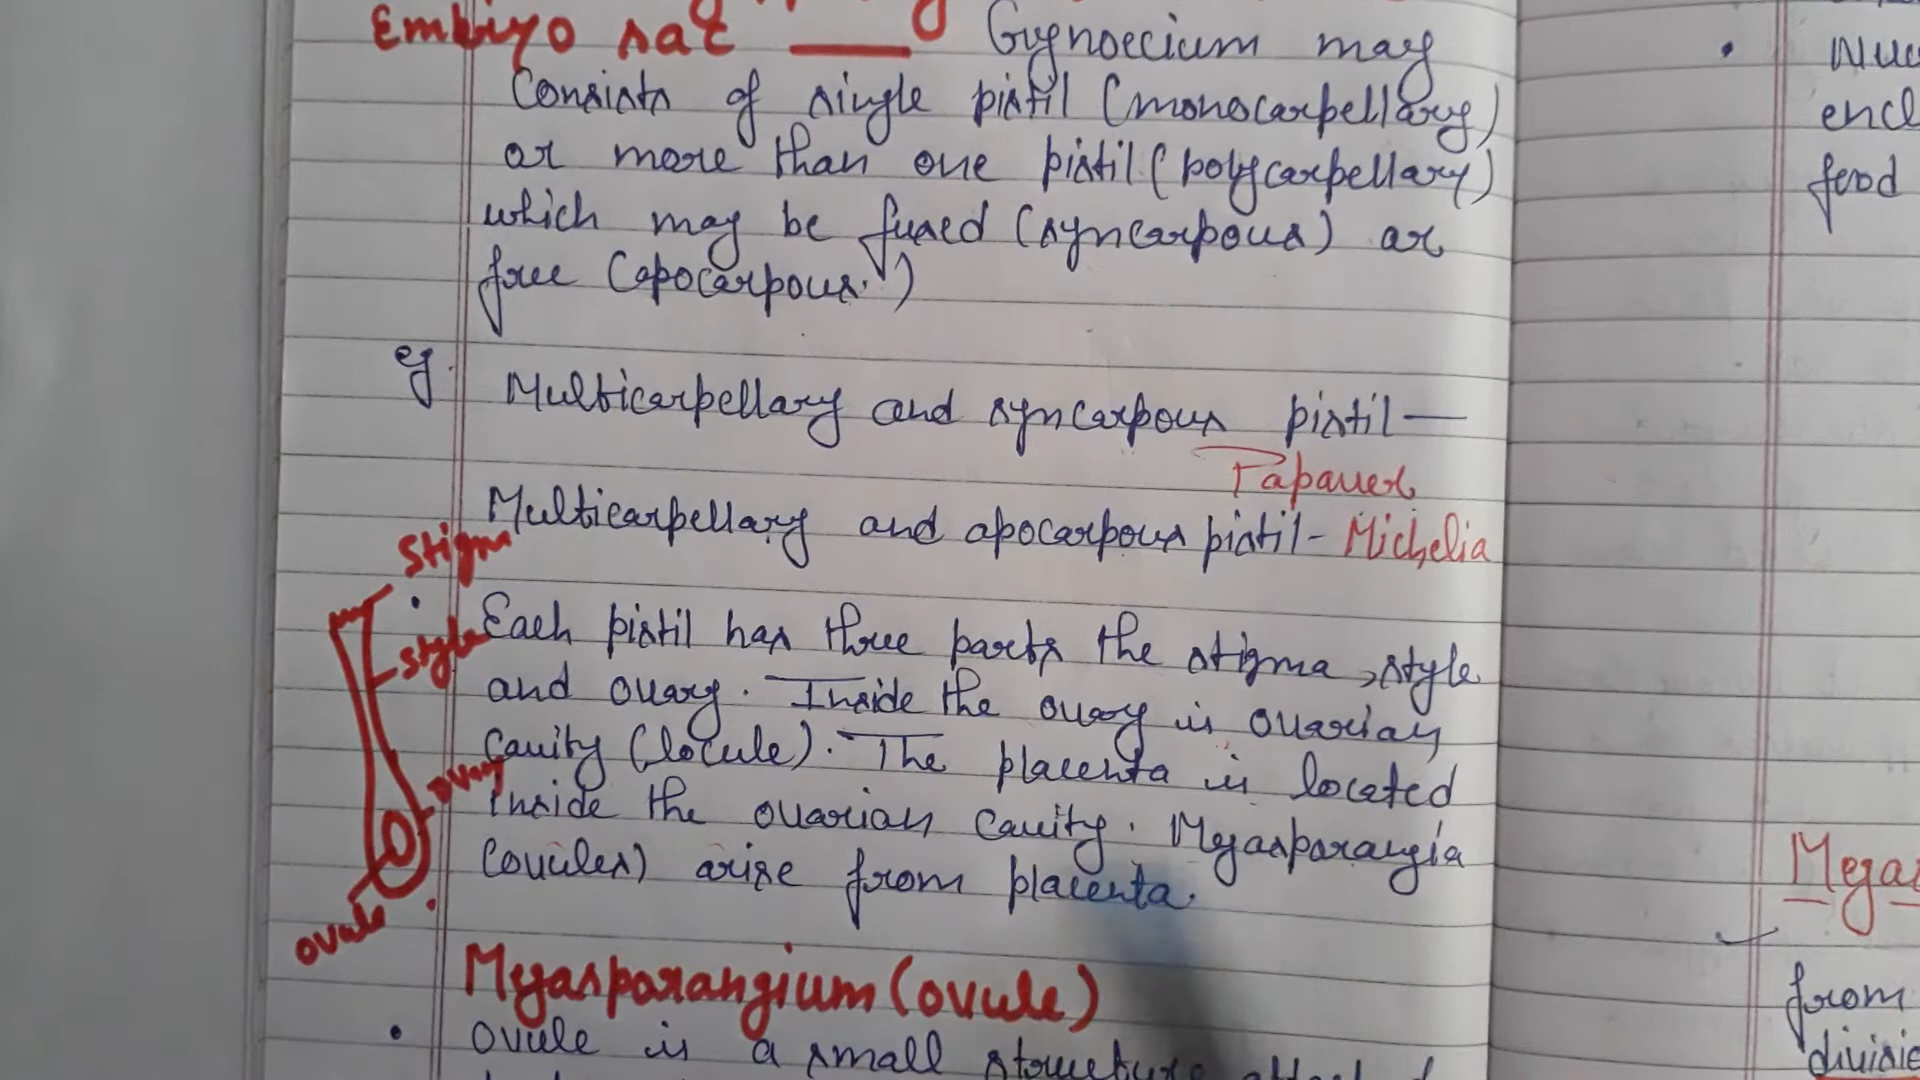 Embryo sac — Gynoecium may
Consists of single pistil (monocarpellary)
or more than one pistil (polycarpellary)
which may be fused (syncarpous) or
free (apocarpous.)
eg. Multicarpellary and syncarpous pistil —
Papaver
Multicarpellary and apocarpous pistil - Michelia
Stigma
• Each pistil has three parts the stigma, style
style
and ovary. Inside the ovary is ovarian
cavity (locule). The placenta is located
ovary
inside the ovarian cavity. Megasporangia
(ovules) arise from placenta.
ovule
Megasporangium (ovule)
• ovule is a small structure
•
encl
food
from